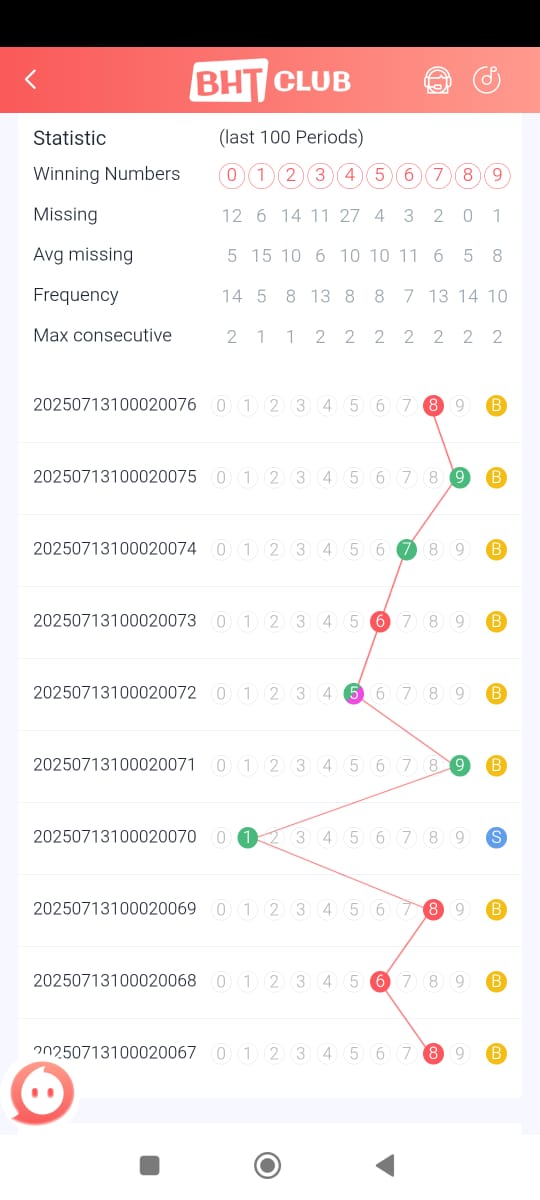 BHT CLUB
Statistic (last 100 Periods)
Winning Numbers 0 1 2 3 4 5 6 7 8 9
Missing 12 6 14 11 27 4 3 2 0 1
Avg missing 5 15 10 6 10 10 11 6 5 8
Frequency 14 5 8 13 8 8 7 13 14 10
Max consecutive 2 1 1 2 2 2 2 2 2 2
20250713100020076 0 1 2 3 4 5 6 7 8 9 B
20250713100020075 0 1 2 3 4 5 6 7 8 9 B
20250713100020074 0 1 2 3 4 5 6 7 8 9 B
20250713100020073 0 1 2 3 4 5 6 7 8 9 B
20250713100020072 0 1 2 3 4 5 6 7 8 9 B
20250713100020071 0 1 2 3 4 5 6 7 8 9 B
20250713100020070 0 1 2 3 4 5 6 7 8 9 S
20250713100020069 0 1 2 3 4 5 6 7 8 9 B
20250713100020068 0 1 2 3 4 5 6 7 8 9 B
20250713100020067 0 1 2 3 4 5 6 7 8 9 B